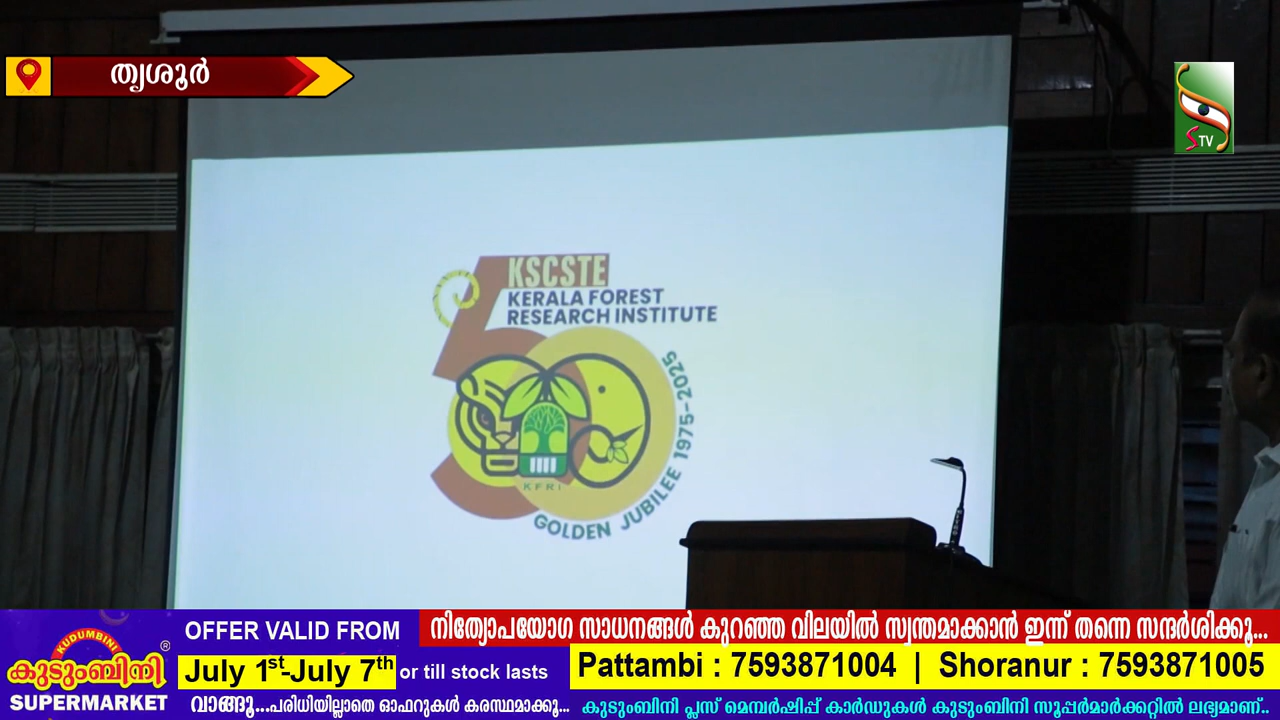 തൃശൂർ
STV
KSCSTE
KERALA FOREST
RESEARCH INSTITUTE
50
KFRI
GOLDEN JUBILEE 1975-2025
KUDUMBINI
കുടുംബിനി ®
SUPERMARKET
OFFER VALID FROM
July 1st-July 7th or till stock lasts
നിത്യോപയോഗ സാധനങ്ങൾ കുറഞ്ഞ വിലയിൽ സ്വന്തമാക്കാൻ ഇന്ന് തന്നെ സന്ദർശിക്കൂ...
Pattambi : 7593871004 | Shoranur : 7593871005
വാങ്ങൂ...പരിധിയില്ലാതെ ഓഫറുകൾ കരസ്ഥമാക്കൂ...
കുടുംബിനി പ്ലസ് മെമ്പർഷിപ്പ് കാർഡുകൾ കുടുംബിനി സൂപ്പർമാർക്കറ്റിൽ ലഭ്യമാണ്..